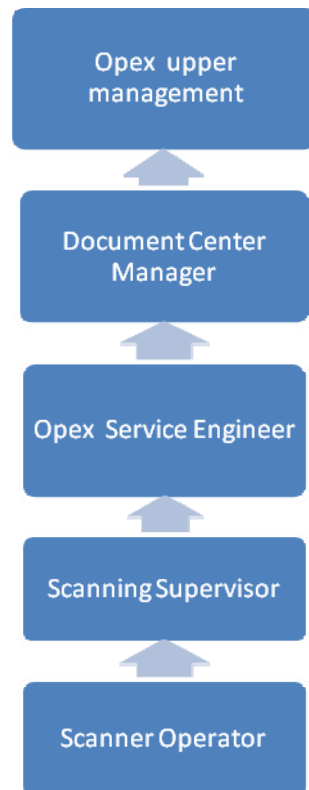 Opex upper
management
Document Center
Manager
Opex Service Engineer
Scanning Supervisor
Scanner Operator